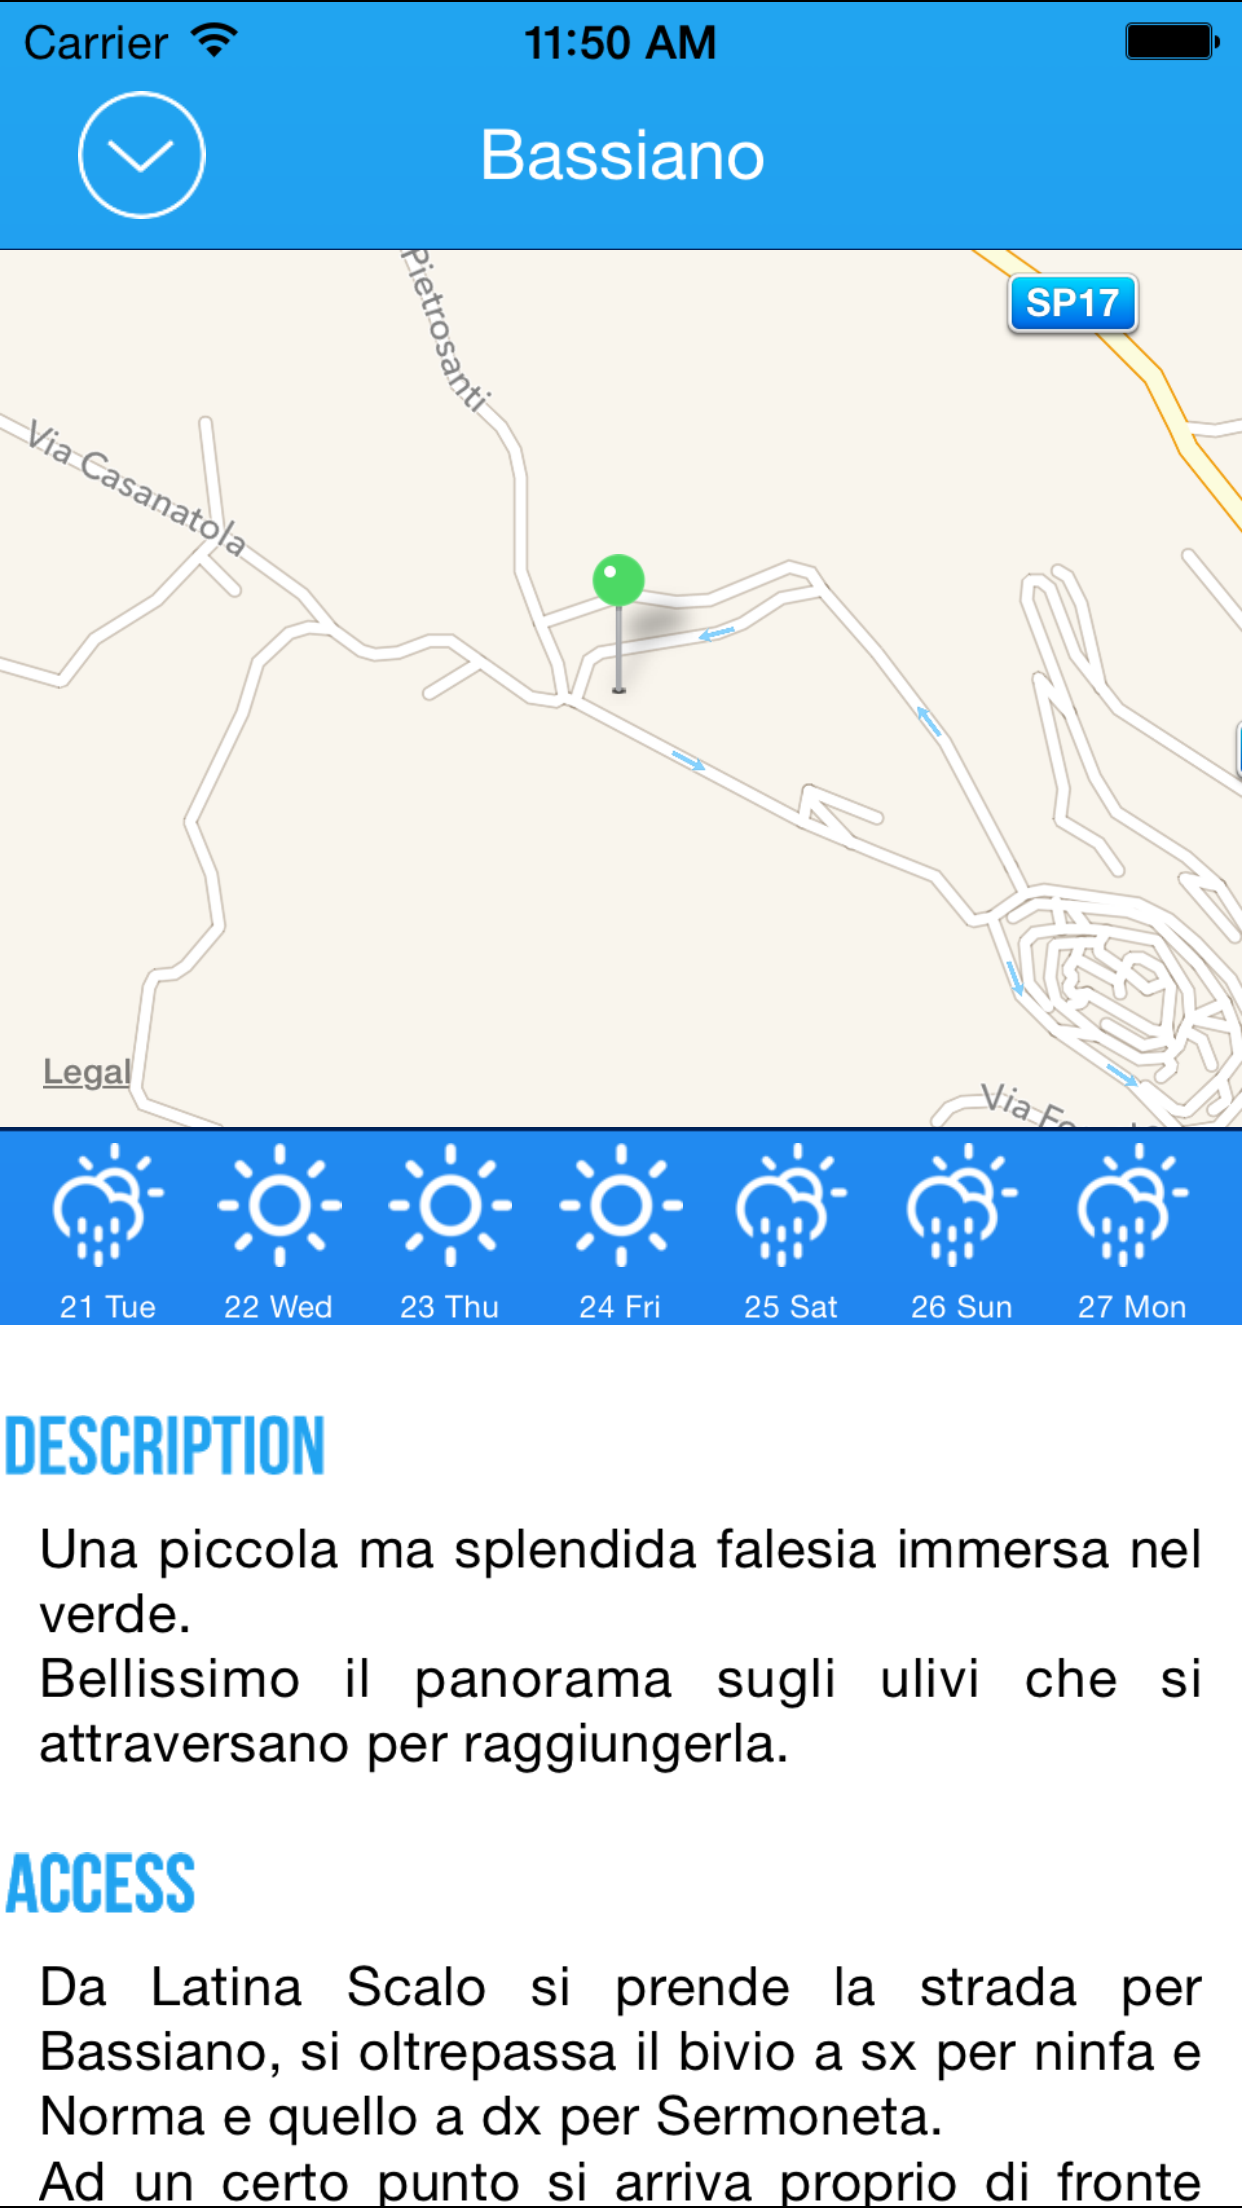 Carrier 11:50 AM
Bassiano
Pietrosanti
SP17
Via Casanatola
Legal
Via
21 Tue 22 Wed 23 Thu 24 Fri 25 Sat 26 Sun 27 Mon
DESCRIPTION
Una piccola ma splendida falesia immersa nel
verde.
Bellissimo il panorama sugli ulivi che si
attraversano per raggiungerla.
ACCESS
Da Latina Scalo si prende la strada per
Bassiano, si oltrepassa il bivio a sx per ninfa e
Norma e quello a dx per Sermoneta.
Ad un certo punto si arriva proprio di fronte